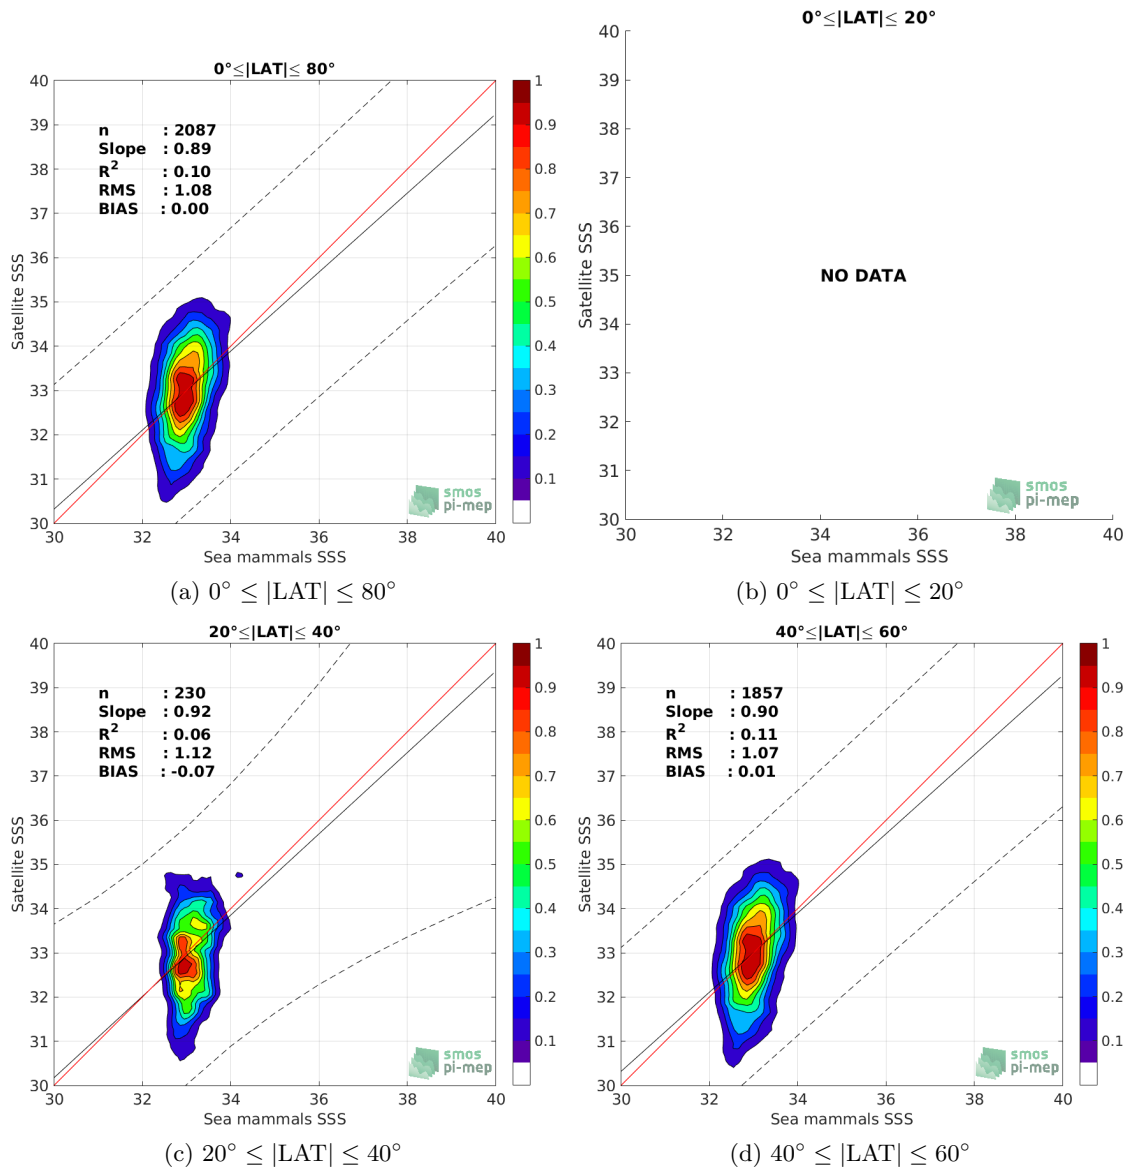 0°≤|LAT|≤ 80°
40
39
38
37
36
35
34
33
32
31
30
Satellite SSS
n : 2087
Slope : 0.89
R² : 0.10
RMS : 1.08
BIAS : 0.00
smos
pi-mep
30 32 34 36 38 40
Sea mammals SSS
1
0.9
0.8
0.7
0.6
0.5
0.4
0.3
0.2
0.1
(a) 0° ≤ |LAT| ≤ 80°
0°≤|LAT|≤ 20°
40
39
38
37
36
35
34
33
32
31
30
Satellite SSS
NO DATA
smos
pi-mep
30 32 34 36 38 40
Sea mammals SSS
(b) 0° ≤ |LAT| ≤ 20°
20°≤|LAT|≤ 40°
40
39
38
37
36
35
34
33
32
31
30
Satellite SSS
n : 230
Slope : 0.92
R² : 0.06
RMS : 1.12
BIAS : -0.07
smos
pi-mep
30 32 34 36 38 40
Sea mammals SSS
1
0.9
0.8
0.7
0.6
0.5
0.4
0.3
0.2
0.1
(c) 20° ≤ |LAT| ≤ 40°
40°≤|LAT|≤ 60°
40
39
38
37
36
35
34
33
32
31
30
Satellite SSS
n : 1857
Slope : 0.90
R² : 0.11
RMS : 1.07
BIAS : 0.01
smos
pi-mep
30 32 34 36 38 40
Sea mammals SSS
1
0.9
0.8
0.7
0.6
0.5
0.4
0.3
0.2
0.1
(d) 40° ≤ |LAT| ≤ 60°